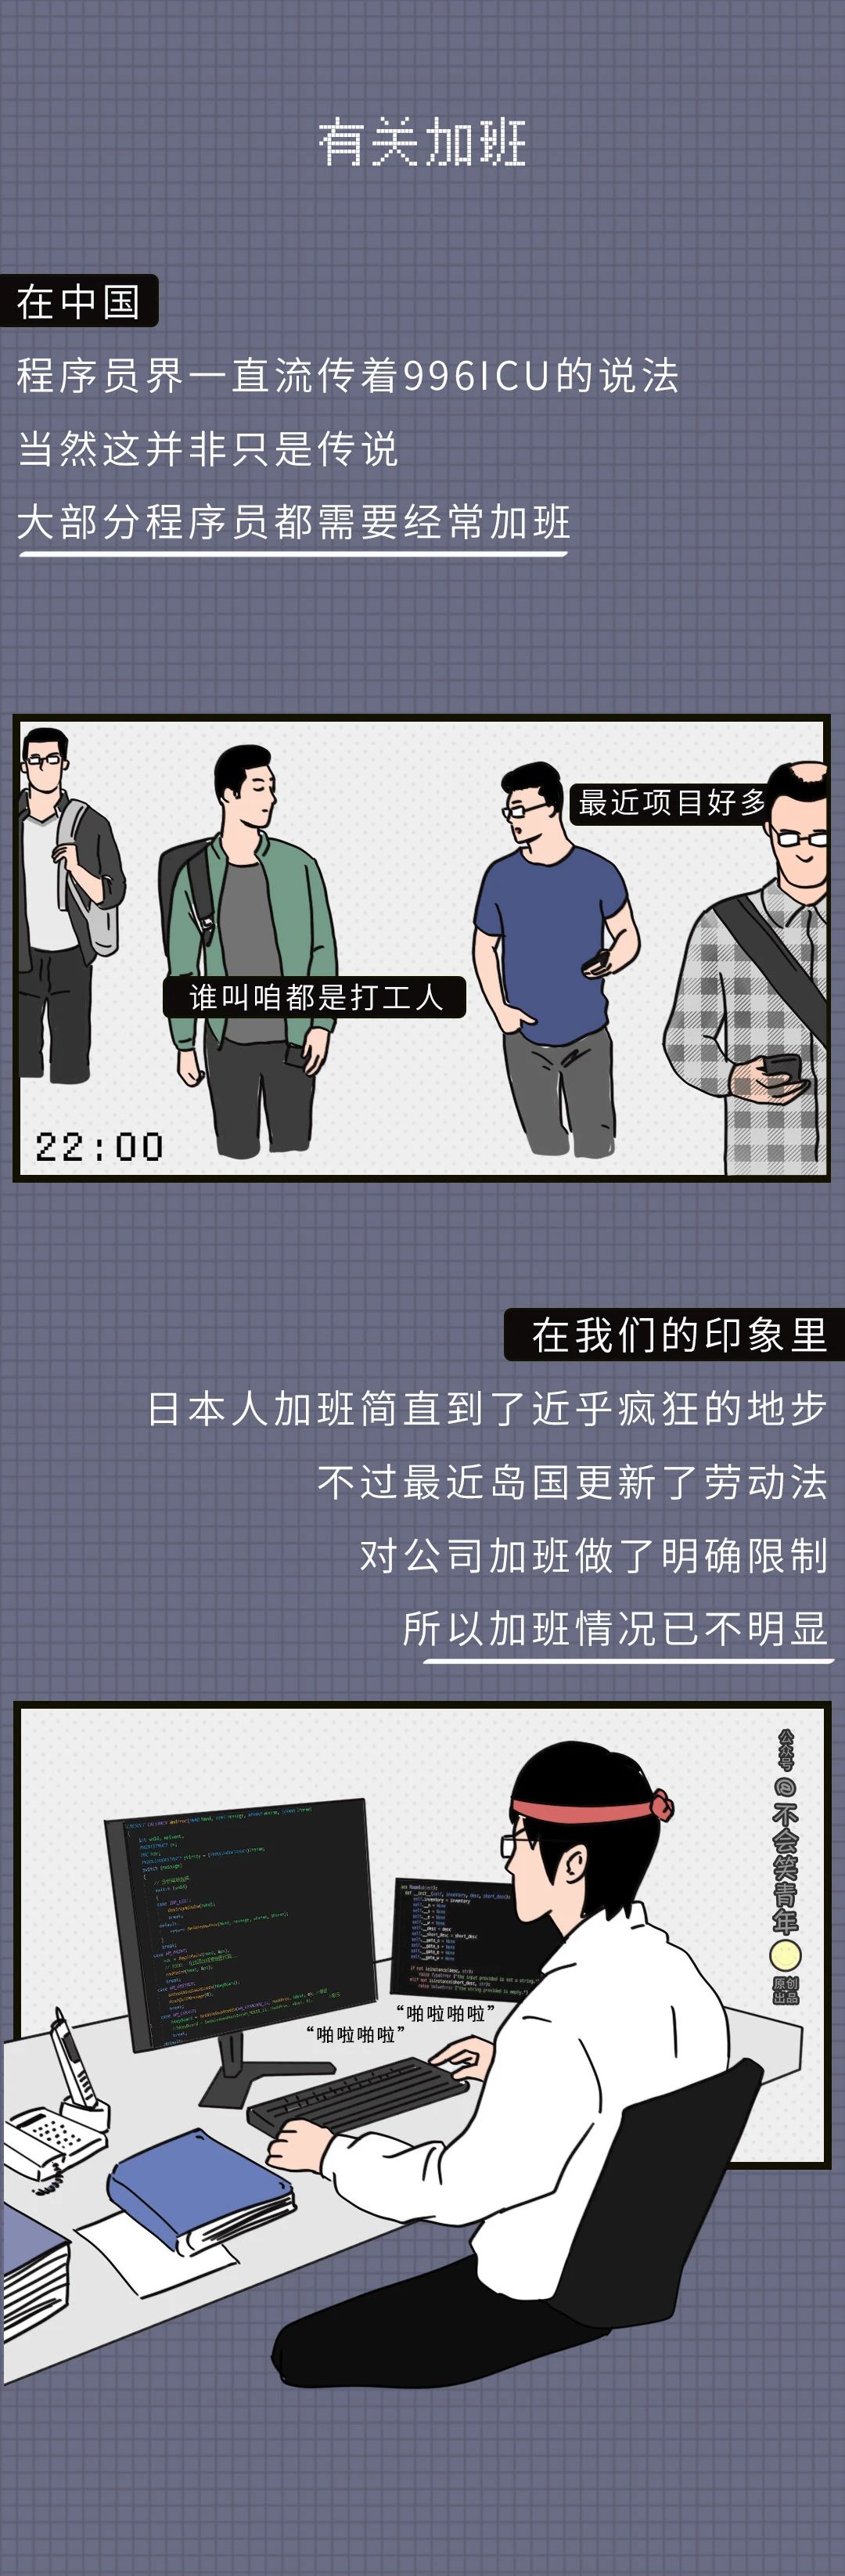 有关加班
在中国
程序员界一直流传着996ICU的说法
当然这并非只是传说
大部分程序员都需要经常加班
最近项目好多
谁叫咱都是打工人
22:00
在我们的印象里
日本人加班简直到了近乎疯狂的地步
不过最近岛国更新了劳动法
对公司加班做了明确限制
所以加班情况已不明显
公众号
@不会笑青年
原创
出品
“啪啦啪啦”
“啪啦啪啦”